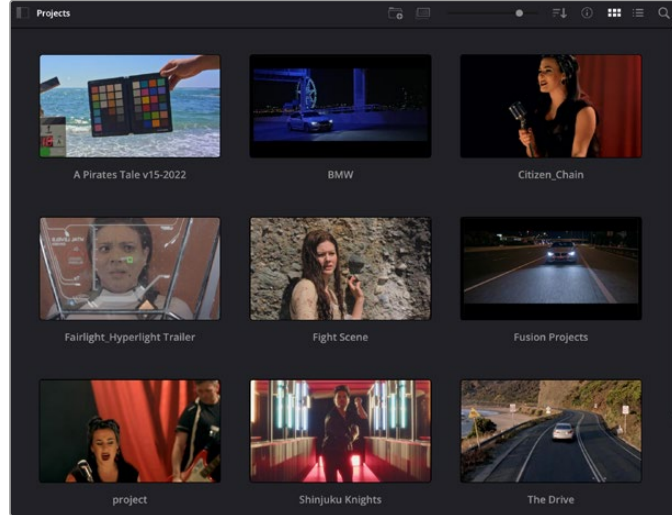 Projects
A Pirates Tale v15-2022
BMW
Citizen_Chain
Fairlight_Hyperlight Trailer
Fight Scene
Fusion Projects
project
Shinjuku Knights
The Drive